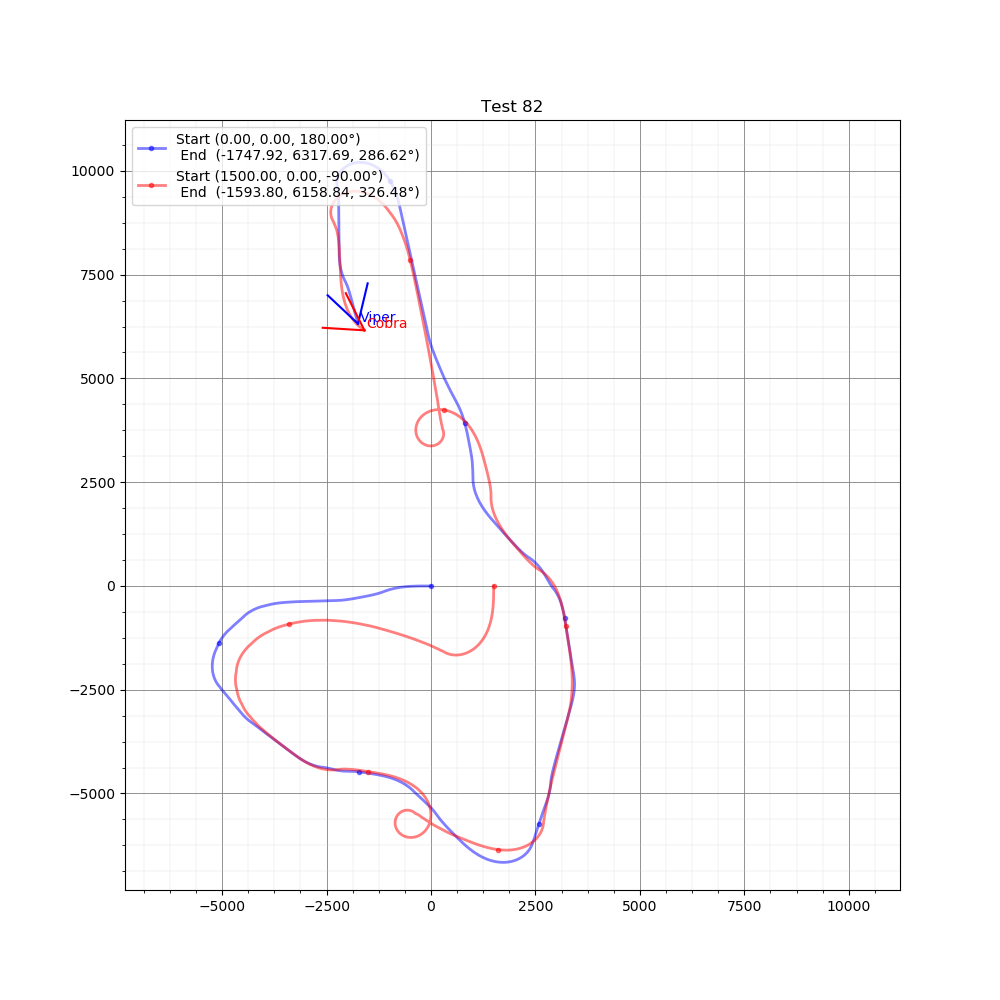 Test 82
Start (0.00, 0.00, 180.00°)
End  (-1747.92, 6317.69, 286.62°)
Start (1500.00, 0.00, -90.00°)
End  (-1593.80, 6158.84, 326.48°)
10000
7500
5000
2500
0
−2500
−5000
Viper
Cobra
−5000
−2500
0
2500
5000
7500
10000